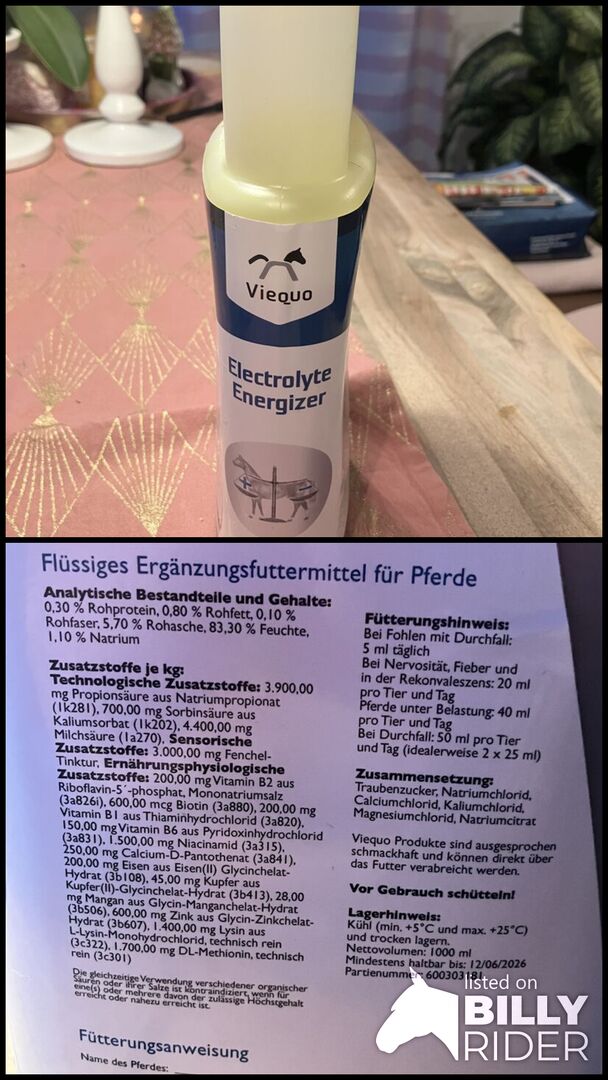 Viequo
Electrolyte
Energizer
Flüssiges Ergänzungsfuttermittel für Pferde
Analytische Bestandteile und Gehalte:
0,30 % Rohprotein, 0,80 % Rohfett, 0,10 %
Rohfaser, 5,70 % Rohasche, 83,30 % Feuchte,
1,10 % Natrium
Zusatzstoffe je kg:
Technologische Zusatzstoffe: 3.900,00
mg Propionsäure aus Natriumpropionat
(1k281), 700,00 mg Sorbinsäure aus
Kaliumsorbat (1k202), 4.400,00 mg
Milchsäure (1a270), Sensorische
Zusatzstoffe: 3.000,00 mg Fenchel-
Tinktur, Ernährungsphysiologische
Zusatzstoffe: 200,00 mg Vitamin B2 aus
Riboflavin-5´-phosphat, Mononatriumsalz
(3a826i), 600,00 mcg Biotin (3a880), 200,00 mg
Vitamin B1 aus Thiaminhydrochlorid (3a820),
150,00 mg Vitamin B6 aus Pyridoxinhydrochlorid
(3a831), 1.500,00 mg Niacinamid (3a315),
250,00 mg Calcium-D-Pantothenat (3a841),
200,00 mg Eisen aus Eisen(II) Glycinchelat-
Hydrat (3b108), 45,00 mg Kupfer aus
Kupfer(II)-Glycinchelat-Hydrat (3b413), 28,00
mg Mangan aus Glycin-Manganchelat-Hydrat
(3b506), 600,00 mg Zink aus Glycin-Zinkchelat-
Hydrat (3b607), 1.400,00 mg Lysin aus
L-Lysin-Monohydrochlorid, technisch rein
(3c322), 1.700,00 mg DL-Methionin, technisch
rein (3c301)
Die gleichzeitige Verwendung verschiedener organischer
Säuren oder ihrer Salze ist kontraindiziert, wenn für
eine(s) oder mehrere davon der zulässige Höchstgehalt
erreicht oder nahezu erreicht ist.
Fütterungsanweisung
Name des Pferdes:
Fütterungshinweis:
Bei Fohlen mit Durchfall:
5 ml täglich
Bei Nervosität, Fieber und
in der Rekonvaleszens: 20 ml
pro Tier und Tag
Pferde unter Belastung: 40 ml
pro Tier und Tag
Bei Durchfall: 50 ml pro Tier
und Tag (idealerweise 2 x 25 ml)
Zusammensetzung:
Traubenzucker, Natriumchlorid,
Calciumchlorid, Kaliumchlorid,
Magnesiumchlorid, Natriumcitrat
Viequo Produkte sind ausgesprochen
schmackhaft und können direkt über
das Futter verabreicht werden.
Vor Gebrauch schütteln!
Lagerhinweis:
Kühl (min. +5°C und max. +25°C)
und trocken lagern.
Nettovolumen: 1000 ml
Mindestens haltbar bis: 12/06/2026
Partienummer: 600303181
listed on
BILLY
RIDER